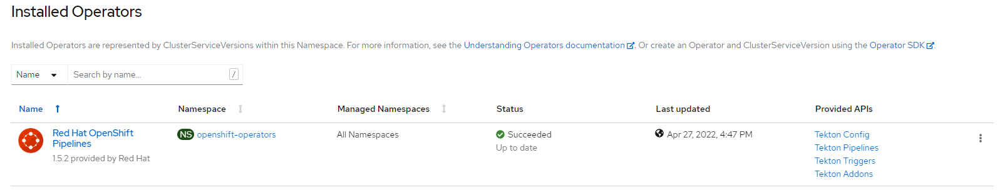 Installed Operators
Installed Operators are represented by ClusterServiceVersions within this Namespace. For more information, see the Understanding Operators documentation. Or create an Operator and ClusterServiceVersion using the Operator SDK.
Name Search by name... /
Name Namespace Managed Namespaces Status Last updated Provided APIs
Red Hat OpenShift
Pipelines
1.5.2 provided by Red Hat
NS openshift-operators
All Namespaces
Succeeded
Up to date
Apr 27, 2022, 4:47 PM
Tekton Config
Tekton Pipelines
Tekton Triggers
Tekton Addons